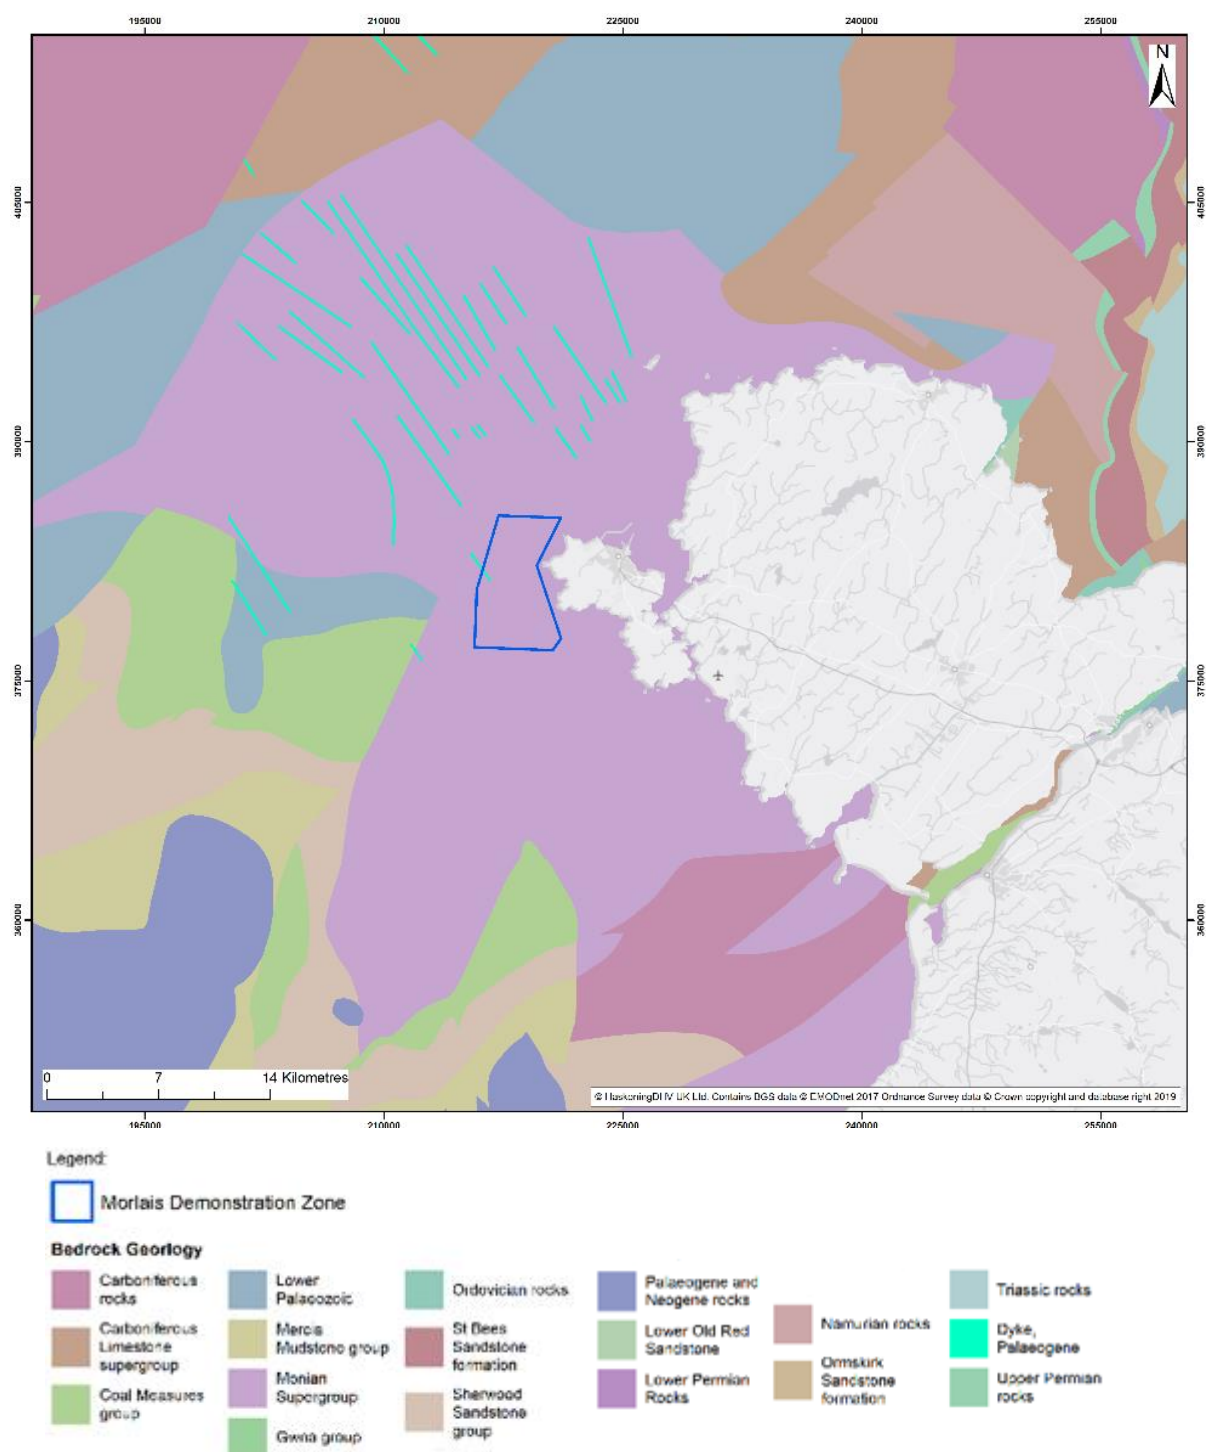 195000 210000 225000 240000 255000
N
405000 405000
390000 390000
375000 375000
360000 360000
0 7 14 Kilometres
© HaskoningDHV UK Ltd. Contains BGS data © EMODnet 2017 Ordnance Survey data © Crown copyright and database right 2019
195000 210000 225000 240000 255000
Legend:
Morlais Demonstration Zone
Bedrock Georlogy
Carboniferous
rocks
Carboniferous
Limestone
supergroup
Coal Measures
group
Lower
Palaeozoic
Mercia
Mudstone group
Monian
Supergroup
Gwna group
Ordovician rocks
St Bees
Sandstone
formation
Sherwood
Sandstone
group
Palaeogene and
Neogene rocks
Lower Old Red
Sandstone
Lower Permian
Rocks
Namurian rocks
Ormskirk
Sandstone
formation
Triassic rocks
Dyke,
Palaeogene
Upper Permian
rocks